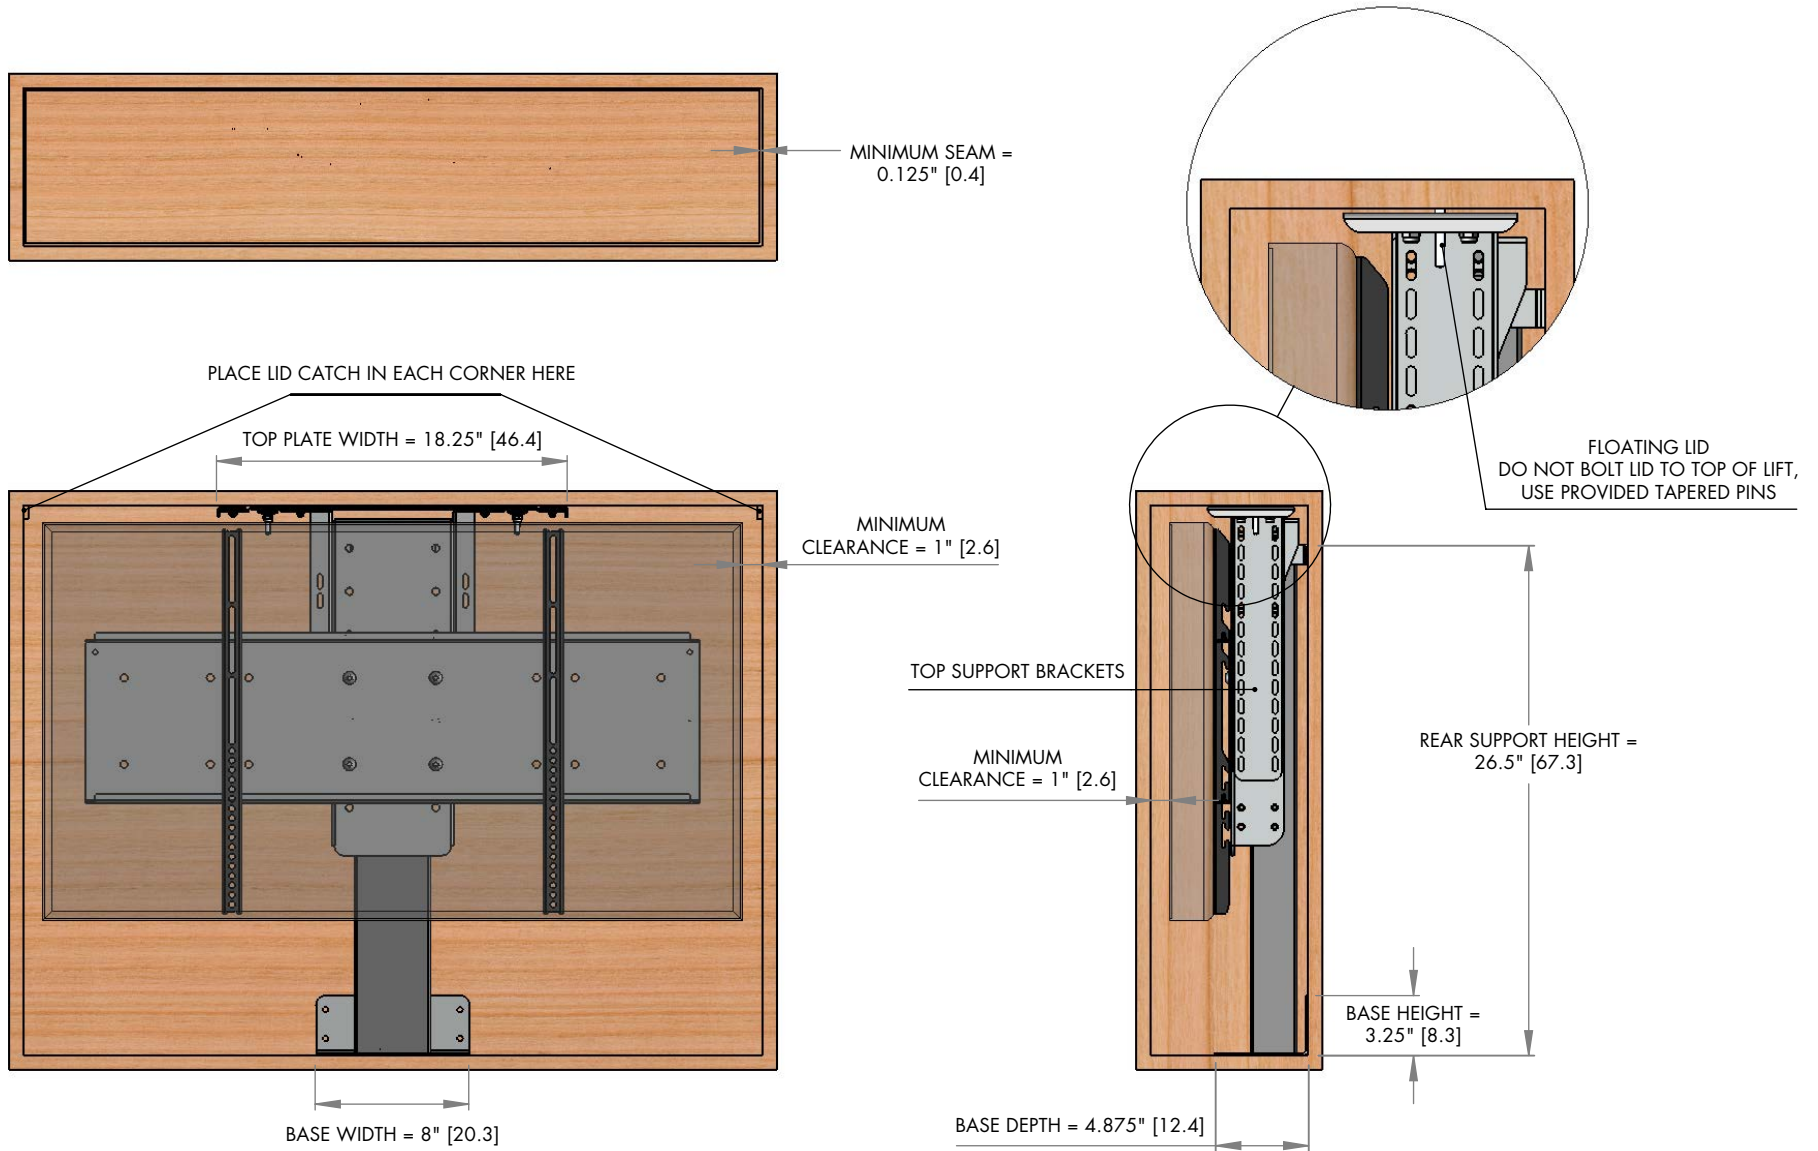 MINIMUM SEAM =
0.125" [0.4]
PLACE LID CATCH IN EACH CORNER HERE
TOP PLATE WIDTH = 18.25" [46.4]
MINIMUM
CLEARANCE = 1" [2.6]
FLOATING LID
DO NOT BOLT LID TO TOP OF LIFT,
USE PROVIDED TAPERED PINS
TOP SUPPORT BRACKETS
MINIMUM
CLEARANCE = 1" [2.6]
REAR SUPPORT HEIGHT =
26.5" [67.3]
BASE HEIGHT =
3.25" [8.3]
BASE WIDTH = 8" [20.3]
BASE DEPTH = 4.875" [12.4]